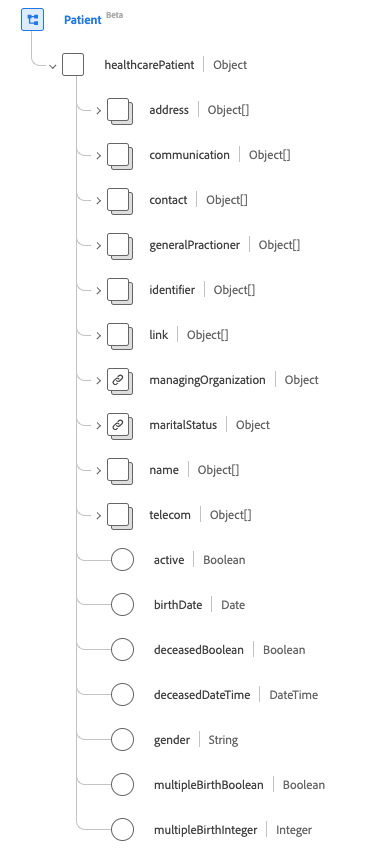 Patient Beta
healthcarePatient Object
address Object[]
communication Object[]
contact Object[]
generalPractioner Object[]
identifier Object[]
link Object[]
managingOrganization Object
maritalStatus Object
name Object[]
telecom Object[]
active Boolean
birthDate Date
deceasedBoolean Boolean
deceasedDateTime DateTime
gender String
multipleBirthBoolean Boolean
multipleBirthInteger Integer